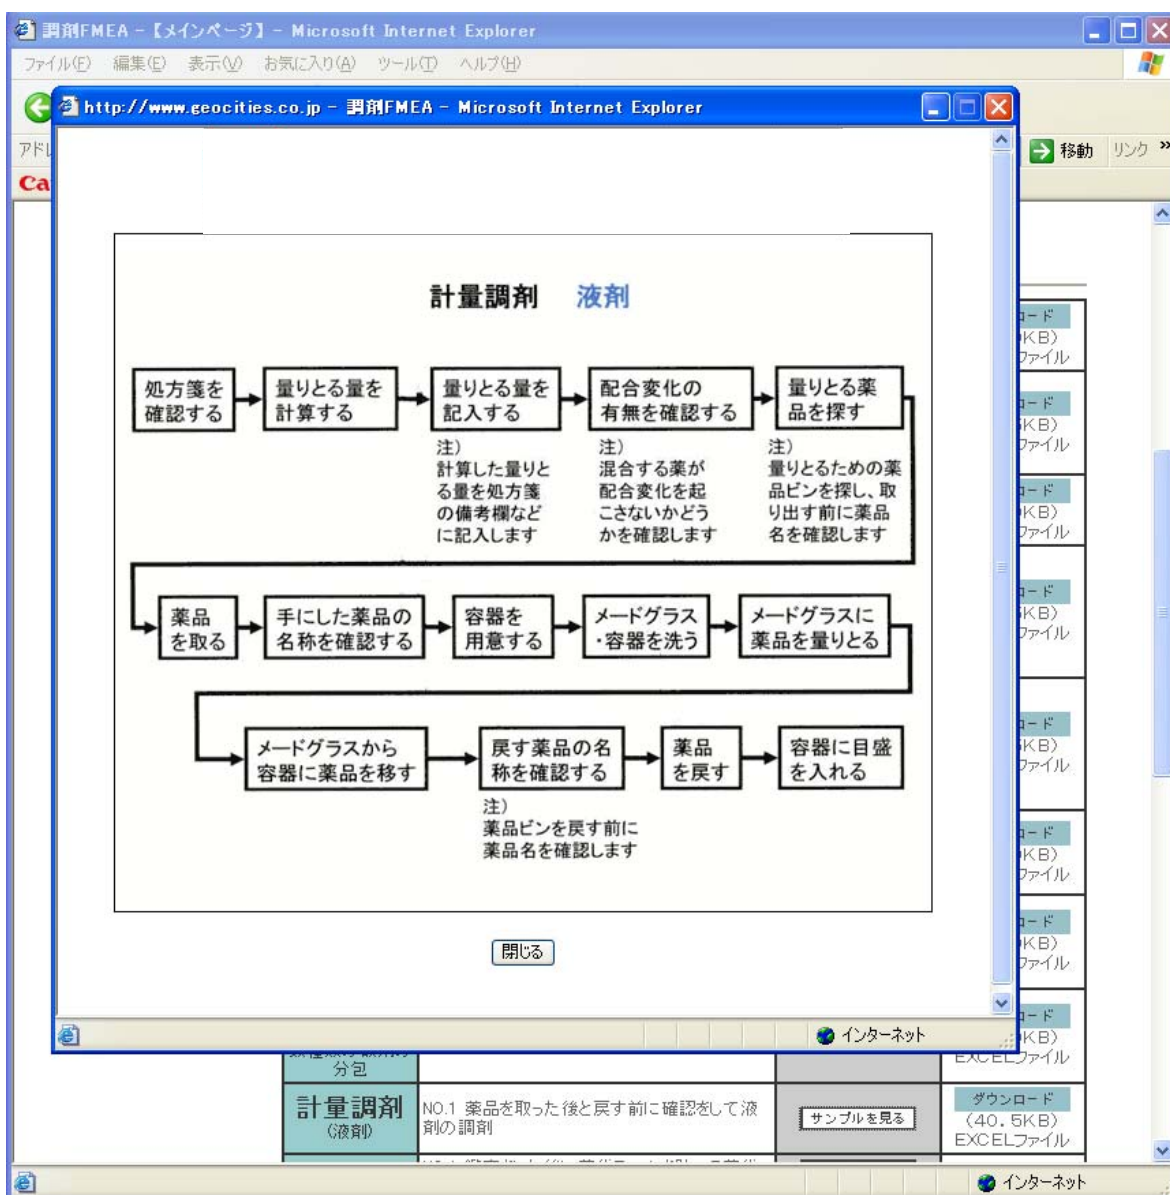 調剤FMEA -【メインページ】- Microsoft Internet Explorer
ファイル(F) 編集(E) 表示(V) お気に入り(A) ツール(T) ヘルプ(H)
http://www.geocities.co.jp - 調剤FMEA - Microsoft Internet Explorer
移動 リンク »
計量調剤 液剤
処方箋を
確認する
量りとる量を
計算する
量りとる量を
記入する
配合変化の
有無を確認する
量りとる薬
品を探す
注)
計算した量りと
る量を処方箋
の備考欄など
に記入します
注)
混合する薬が
配合変化を起
こさないかどう
かを確認します
注)
量りとるための薬
品ビンを探し、取
り出す前に薬品
名を確認します
薬品
を取る
手にした薬品の
名称を確認する
容器を
用意する
メードグラス
・容器を洗う
メードグラスに
薬品を量りとる
メードグラスから
容器に薬品を移す
戻す薬品の名
称を確認する
薬品
を戻す
容器に目盛
を入れる
注)
薬品ビンを戻す前に
薬品名を確認します
閉じる
インターネット
分包
EXCELファイル
計量調剤
(液剤)
NO.1 薬品を取った後と戻す前に確認をして液
剤の調剤
サンプルを見る
ダウンロード
(40.5KB)
EXCELファイル
インターネット